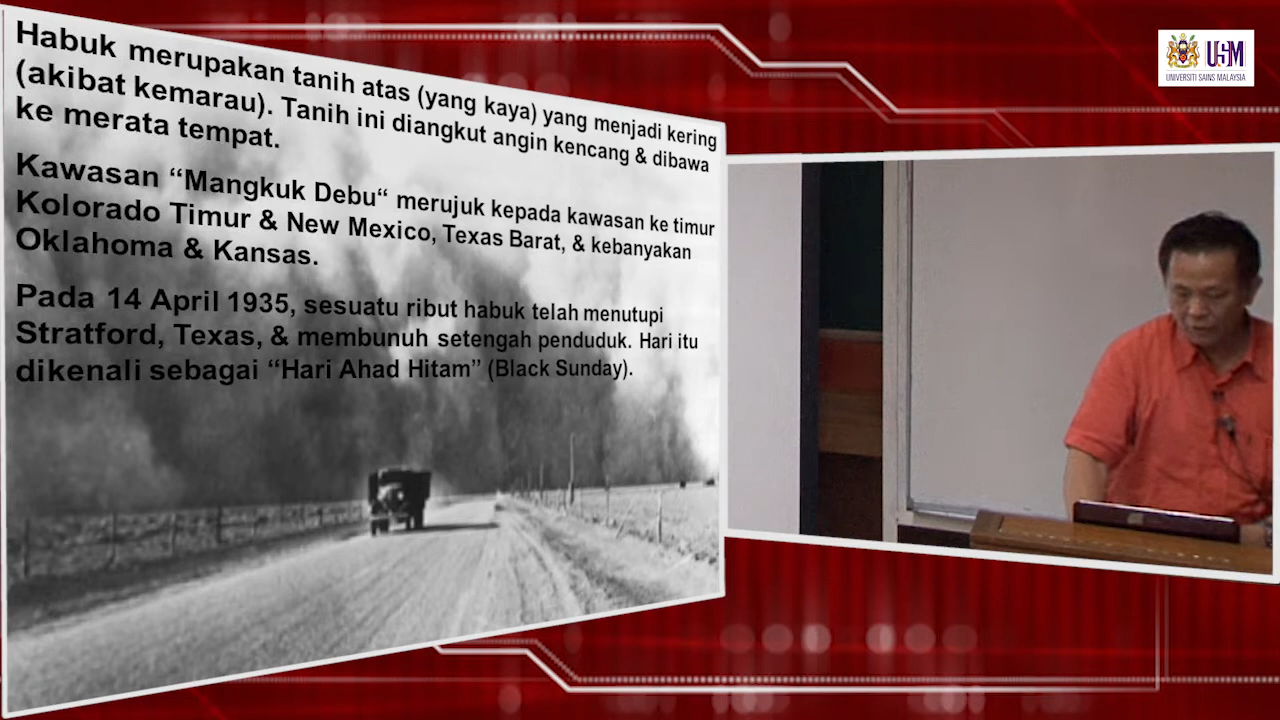 Habuk merupakan tanih atas (yang kaya) yang menjadi kering
(akibat kemarau). Tanih ini diangkut angin kencang & dibawa
ke merata tempat.
Kawasan “Mangkuk Debu“ merujuk kepada kawasan ke timur
Kolorado Timur & New Mexico, Texas Barat, & kebanyakan
Oklahoma & Kansas.
Pada 14 April 1935, sesuatu ribut habuk telah menutupi
Stratford, Texas, & membunuh setengah penduduk. Hari itu
dikenali sebagai “Hari Ahad Hitam” (Black Sunday).
USM
UNIVERSITI SAINS MALAYSIA